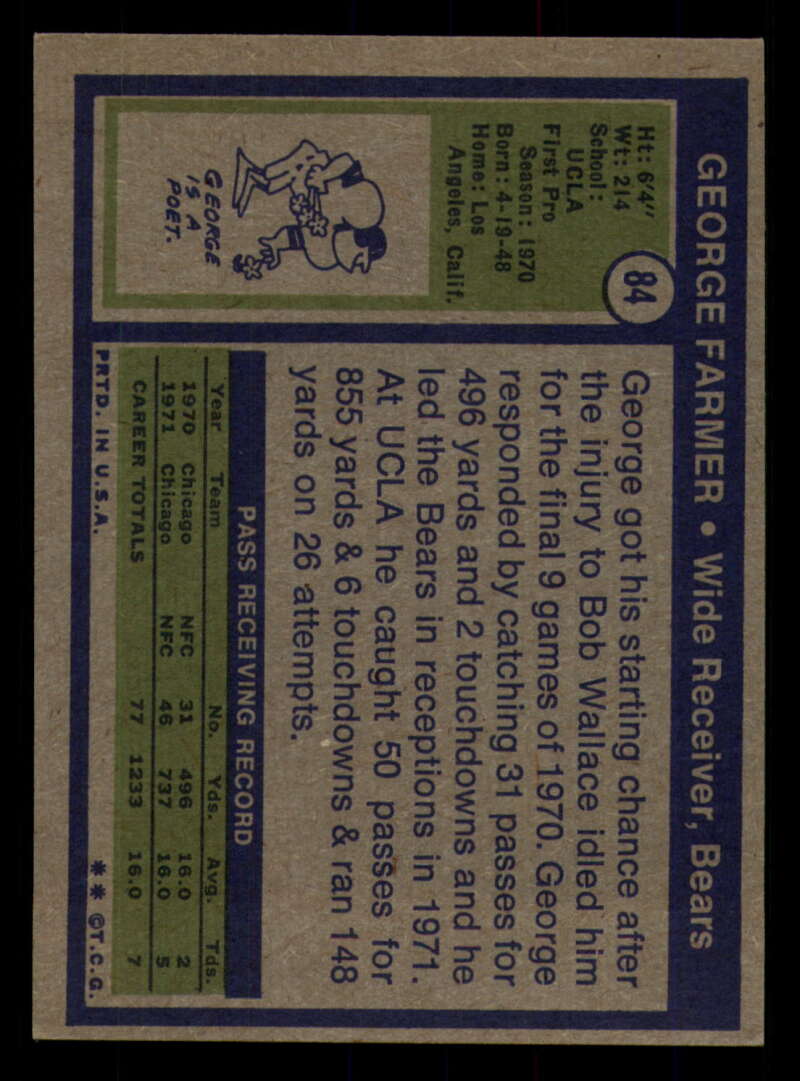 GEORGE FARMER • Wide Receiver, Bears
84
Ht: 6'4"
Wt: 214
School:
UCLA
First Pro
Season: 1970
Born: 4-19-48
Home: Los
Angeles, Calif.
GEORGE
IS A
POET.
George got his starting chance after
the injury to Bob Wallace idled him
for the final 9 games of 1970. George
responded by catching 31 passes for
496 yards and 2 touchdowns and he
led the Bears in receptions in 1971.
At UCLA he caught 50 passes for
855 yards & 6 touchdowns & ran 148
yards on 26 attempts.
PASS RECEIVING RECORD
Year Team No. Yds. Avg. Tds.
1970 Chicago NFC 31 496 16.0 2
1971 Chicago NFC 46 737 16.0 5
CAREER TOTALS 77 1233 16.0 7
PRTD. IN U.S.A. ** ©T.C.G.